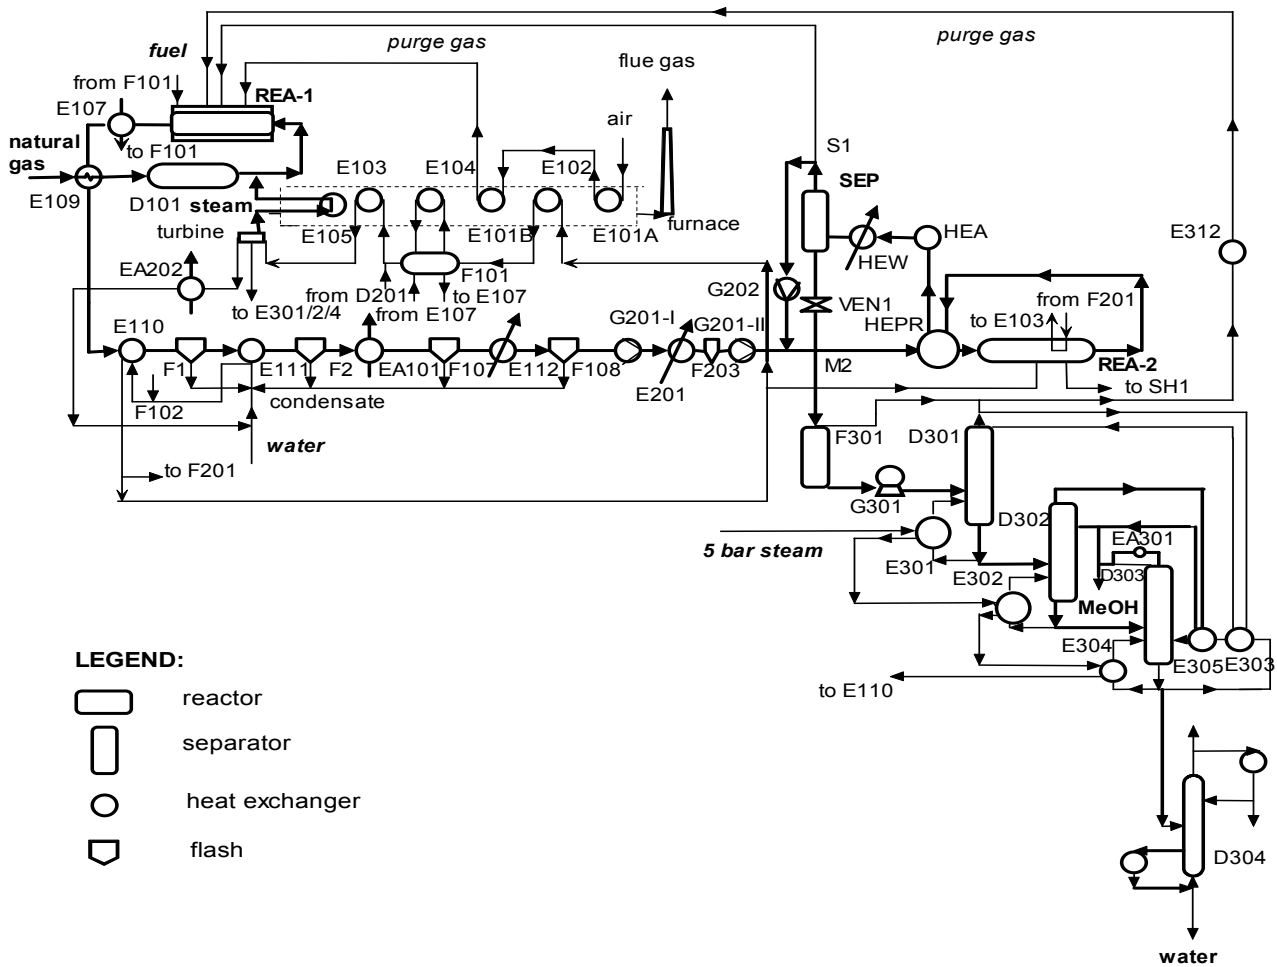 purge gas
purge gas
fuel
flue gas
from F101
REA-1
E107
air
natural
gas
to F101
S1
E103
E104
E102
SEP
E109
D101
steam
furnace
turbine
E105
E101B
E101A
HEA
E312
HEW
EA202
F101
from D201
to E107
from E107
G202
VEN1
from F201
to E301/2/4
to E103
HEPR
E110
G201-I
G201-II
F1
E111
F2
EA101
F107
E112
F108
F203
M2
REA-2
E201
to SH1
condensate
F102
water
F301
D301
to F201
G301
D302
5 bar steam
EA301
E301
E302
D303
MeOH
E304
E305
E303
to E110
LEGEND:
reactor
separator
heat exchanger
flash
D304
water